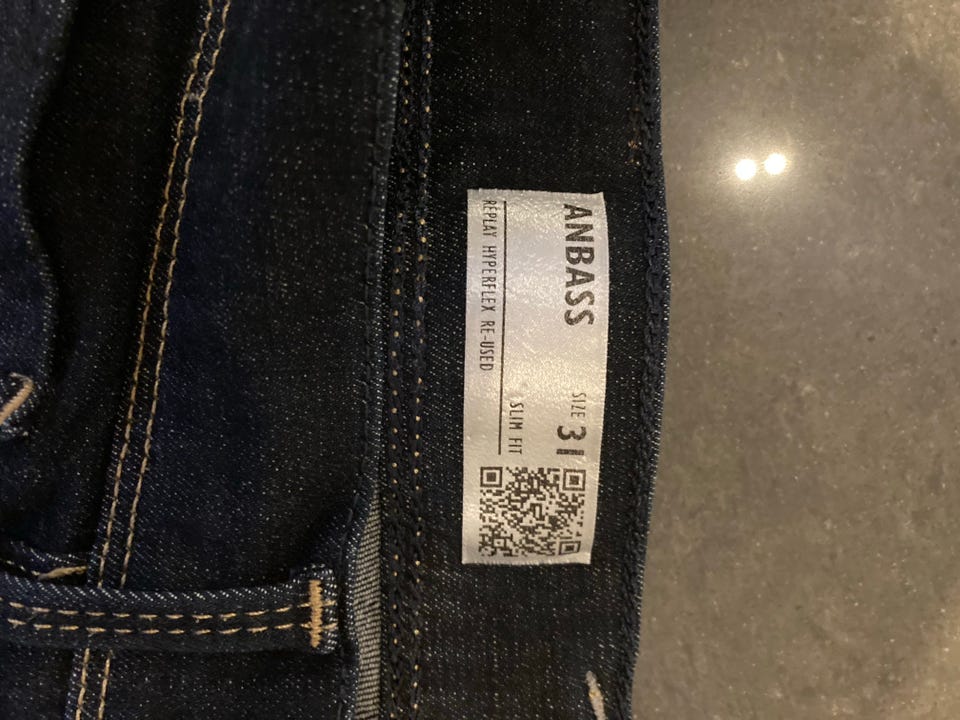 ANBASS SIZE 31
SLIM FIT
REPLAY HYPERFLEX RE-USED